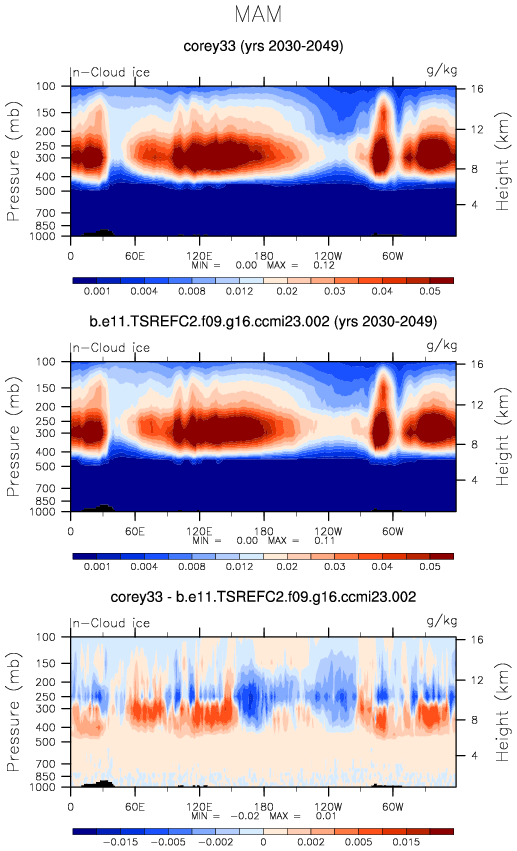 MAM
corey33 (yrs 2030-2049)
In-Cloud ice g/kg
Pressure (mb)
100
150
200
250
300
400
500
700
850
1000
16
12
8
4
Height (km)
0 60E 120E 180 120W 60W
MIN = 0.00 MAX = 0.12
0.001 0.004 0.008 0.012 0.02 0.03 0.04 0.05
b.e11.TSREFC2.f09.g16.ccmi23.002 (yrs 2030-2049)
In-Cloud ice g/kg
Pressure (mb)
100
150
200
250
300
400
500
700
850
1000
16
12
8
4
Height (km)
0 60E 120E 180 120W 60W
MIN = 0.00 MAX = 0.11
0.001 0.004 0.008 0.012 0.02 0.03 0.04 0.05
corey33 - b.e11.TSREFC2.f09.g16.ccmi23.002
In-Cloud ice g/kg
Pressure (mb)
100
150
200
250
300
400
500
700
850
1000
16
12
8
4
Height (km)
0 60E 120E 180 120W 60W
MIN = -0.02 MAX = 0.01
-0.015 -0.005 -0.002 0 0.002 0.005 0.015